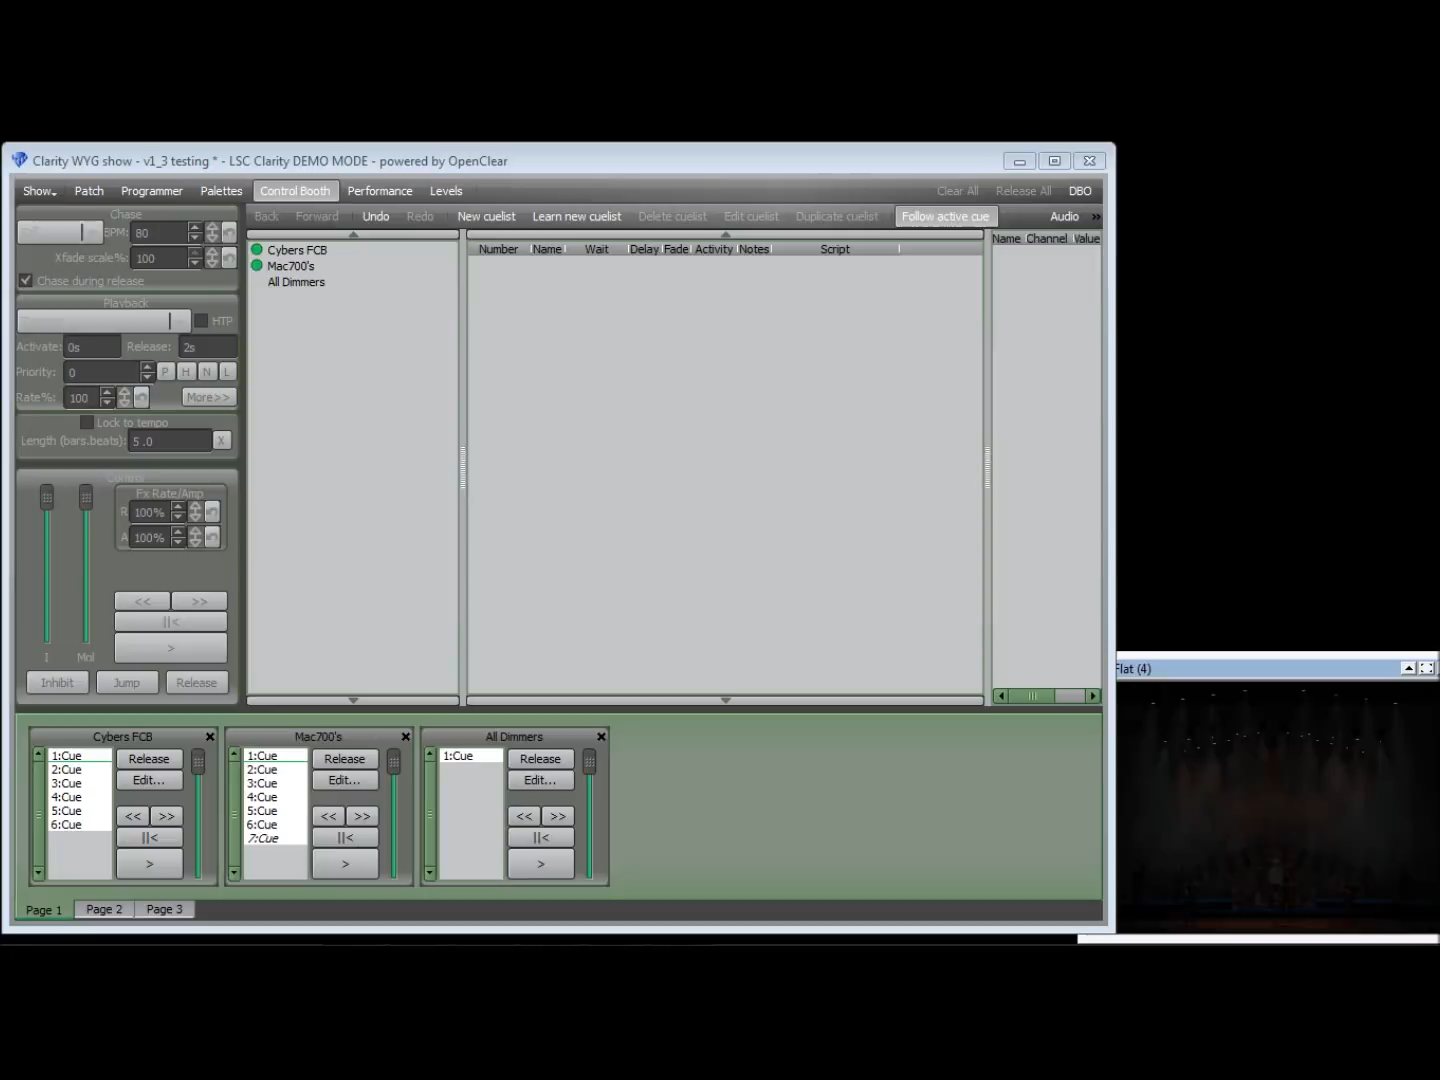 Clarity WYG show - v1_3 testing * - LSC Clarity DEMO MODE - powered by OpenClear
Show Patch Programmer Palettes Control Booth Performance Levels Clear All Release All DBO
Back Forward Undo Redo New cuelist Learn new cuelist Delete cuelist Edit cuelist Duplicate cuelist Follow active cue Audio »
Chase
BPM: 80
Xfade scale%: 100
Chase during release
Playback
HTP
Activate: 0s Release: 2s
Priority: 0 P H N L
Rate%: 100 More>>
Lock to tempo
Length (bars.beats): 5.0 X
Control
Fx Rate/Amp
R 100%
A 100%
<< >>
||<
>
I
Inhibit Jump Release
Cybers FCB
Mac700's
All Dimmers
Number Name Wait Delay Fade Activity Notes Script
Name Channel Value
Flat (4)
Cybers FCB
1:Cue
2:Cue
3:Cue
4:Cue
5:Cue
6:Cue
Release
Edit...
<< >>
||<
>
Mac700's
1:Cue
2:Cue
3:Cue
4:Cue
5:Cue
6:Cue
7:Cue
Release
Edit...
<< >>
||<
>
All Dimmers
1:Cue
Release
Edit...
<< >>
||<
>
Page 1 Page 2 Page 3